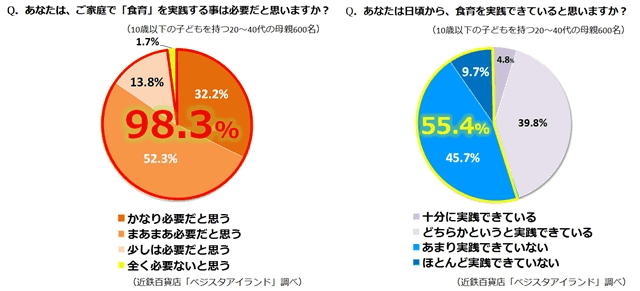 Q. あなたは、ご家庭で「食育」を実践する事は必要だと思いますか?
(10歳以下の子どもを持つ20~40代の母親600名)
1.7%
13.8%
32.2%
98.3%
52.3%
かなり必要だと思う
まあまあ必要だと思う
少しは必要だと思う
全く必要ないと思う
(近鉄百貨店「ベジスタアイランド」調べ)
Q. あなたは日頃から、食育を実践できていると思いますか?
(10歳以下の子どもを持つ20~40代の母親600名)
4.8%
9.7%
39.8%
55.4%
45.7%
十分に実践できている
どちらかというと実践できている
あまり実践できていない
ほとんど実践できていない
(近鉄百貨店「ベジスタアイランド」調べ)